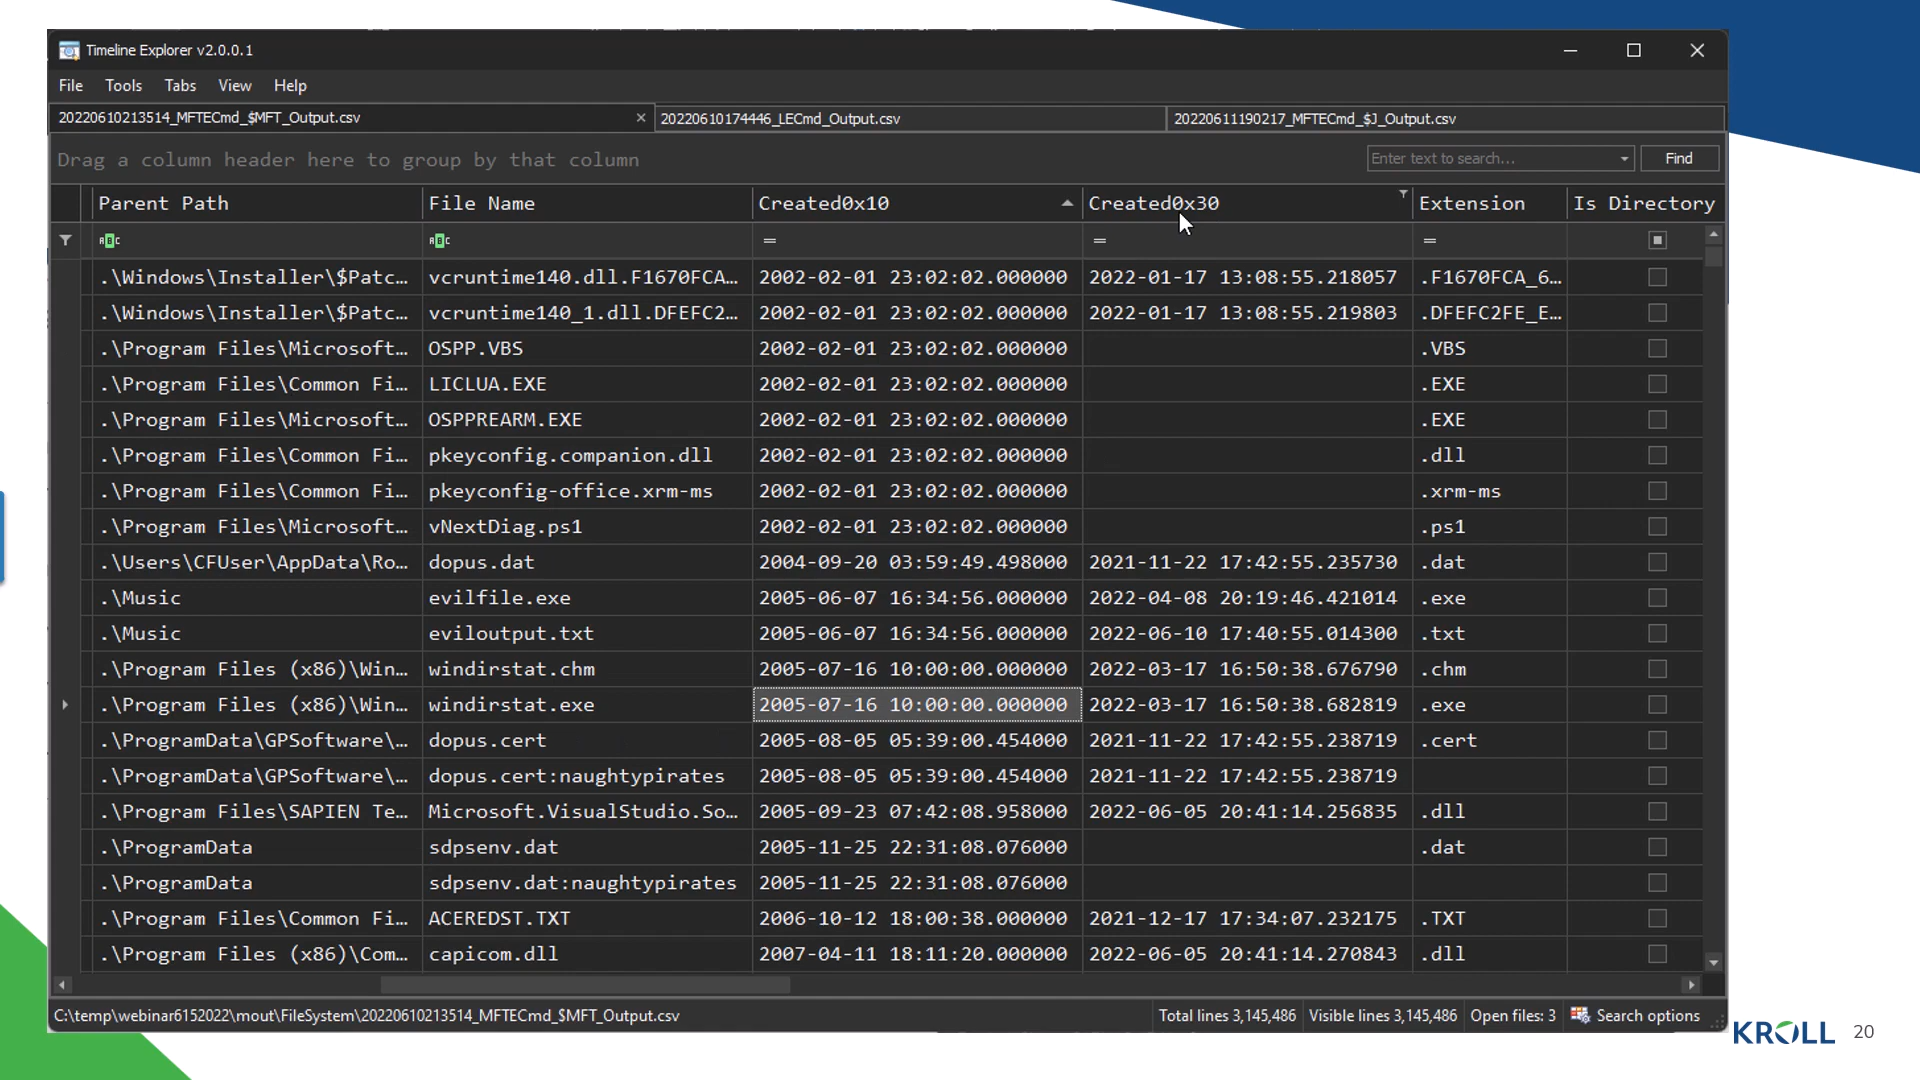 Timeline Explorer v2.0.0.1
File Tools Tabs View Help
20220610213514_MFTECmd_$MFT_Output.csv 20220610174446_LECmd_Output.csv 20220611190217_MFTECmd_$J_Output.csv
Drag a column header here to group by that column Enter text to search... Find
Parent Path File Name Created0x10 Created0x30 Extension Is Directory
ABC ABC = = =
.\Windows\Installer\$Patc... vcruntime140.dll.F1670FCA... 2002-02-01 23:02:02.000000 2022-01-17 13:08:55.218057 .F1670FCA_6...
.\Windows\Installer\$Patc... vcruntime140_1.dll.DFEFC2... 2002-02-01 23:02:02.000000 2022-01-17 13:08:55.219803 .DFEFC2FE_E...
.\Program Files\Microsoft... OSPP.VBS 2002-02-01 23:02:02.000000 .VBS
.\Program Files\Common Fi... LICLUA.EXE 2002-02-01 23:02:02.000000 .EXE
.\Program Files\Microsoft... OSPPREARM.EXE 2002-02-01 23:02:02.000000 .EXE
.\Program Files\Common Fi... pkeyconfig.companion.dll 2002-02-01 23:02:02.000000 .dll
.\Program Files\Common Fi... pkeyconfig-office.xrm-ms 2002-02-01 23:02:02.000000 .xrm-ms
.\Program Files\Microsoft... vNextDiag.ps1 2002-02-01 23:02:02.000000 .ps1
.\Users\CFUser\AppData\Ro... dopus.dat 2004-09-20 03:59:49.498000 2021-11-22 17:42:55.235730 .dat
.\Music evilfile.exe 2005-06-07 16:34:56.000000 2022-04-08 20:19:46.421014 .exe
.\Music eviloutput.txt 2005-06-07 16:34:56.000000 2022-06-10 17:40:55.014300 .txt
.\Program Files (x86)\Win... windirstat.chm 2005-07-16 10:00:00.000000 2022-03-17 16:50:38.676790 .chm
.\Program Files (x86)\Win... windirstat.exe 2005-07-16 10:00:00.000000 2022-03-17 16:50:38.682819 .exe
.\ProgramData\GPSoftware\... dopus.cert 2005-08-05 05:39:00.454000 2021-11-22 17:42:55.238719 .cert
.\ProgramData\GPSoftware\... dopus.cert:naughtypirates 2005-08-05 05:39:00.454000 2021-11-22 17:42:55.238719
.\Program Files\SAPIEN Te... Microsoft.VisualStudio.So... 2005-09-23 07:42:08.958000 2022-06-05 20:41:14.256835 .dll
.\ProgramData sdpsenv.dat 2005-11-25 22:31:08.076000 .dat
.\ProgramData sdpsenv.dat:naughtypirates 2005-11-25 22:31:08.076000
.\Program Files\Common Fi... ACEREDST.TXT 2006-10-12 18:00:38.000000 2021-12-17 17:34:07.232175 .TXT
.\Program Files (x86)\Com... capicom.dll 2007-04-11 18:11:20.000000 2022-06-05 20:41:14.270843 .dll
C:\temp\webinar6152022\mout\FileSystem\20220610213514_MFTECmd_$MFT_Output.csv Total lines 3,145,486 Visible lines 3,145,486 Open files: 3 Search options
KROLL 20